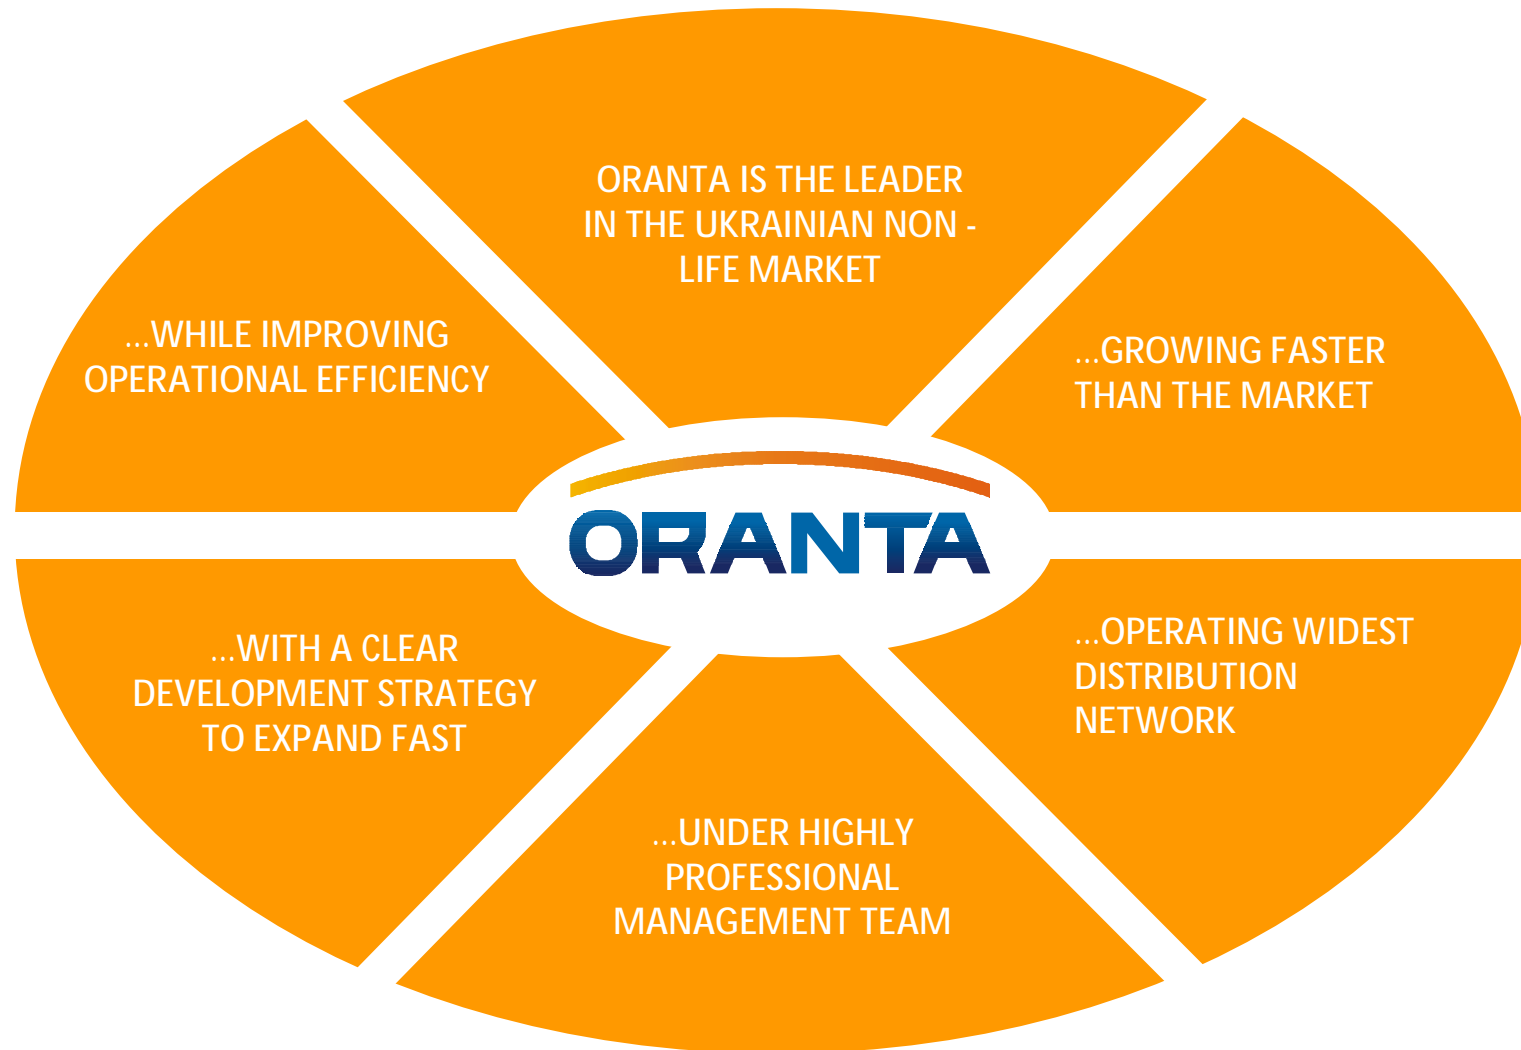 ORANTA IS THE LEADER
IN THE UKRAINIAN NON -
LIFE MARKET
...GROWING FASTER
THAN THE MARKET
...OPERATING WIDEST
DISTRIBUTION
NETWORK
...UNDER HIGHLY
PROFESSIONAL
MANAGEMENT TEAM
...WITH A CLEAR
DEVELOPMENT STRATEGY
TO EXPAND FAST
...WHILE IMPROVING
OPERATIONAL EFFICIENCY
ORANTA